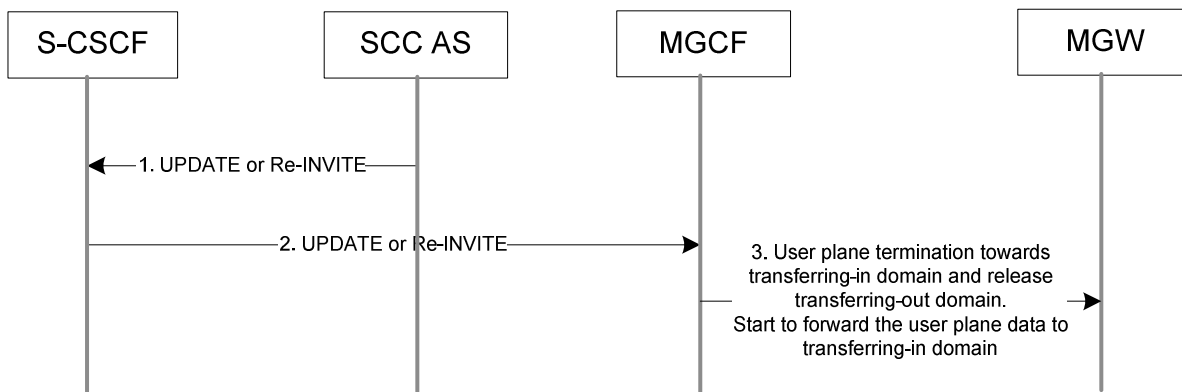 S-CSCF
SCC AS
MGCF
MGW
1. UPDATE or Re-INVITE
2. UPDATE or Re-INVITE
3. User plane termination towards
transferring-in domain and release
transferring-out domain.
Start to forward the user plane data to
transferring-in domain